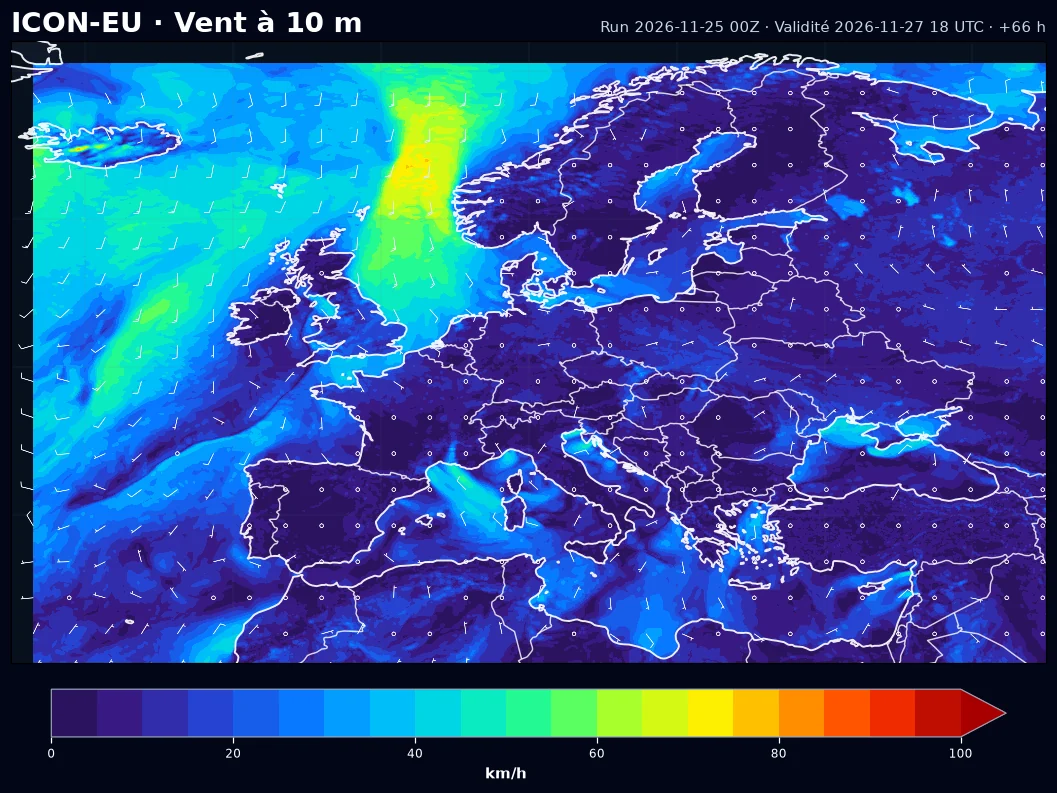 ICON-EU · Vent à 10 m
Run 2026-11-25 00Z · Validité 2026-11-27 18 UTC · +66 h
0 20 40 60 80 100
km/h